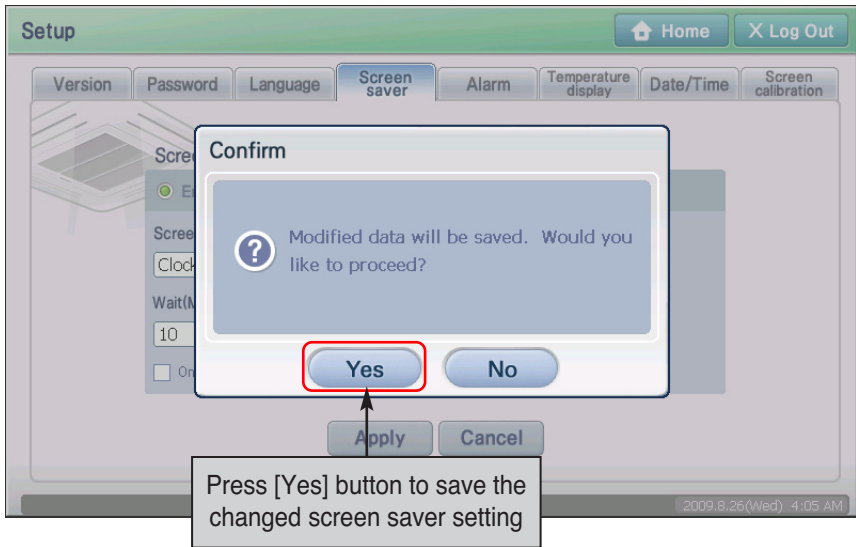 Setup
Home
X Log Out
Version
Password
Language
Screen
saver
Alarm
Temperature
display
Date/Time
Screen
calibration
Confirm
Modified data will be saved. Would you
like to proceed?
Wait(M
10
On
Yes
No
Apply
Cancel
Press [Yes] button to save the
changed screen saver setting
2009.8.26(Wed) 4:05 AM